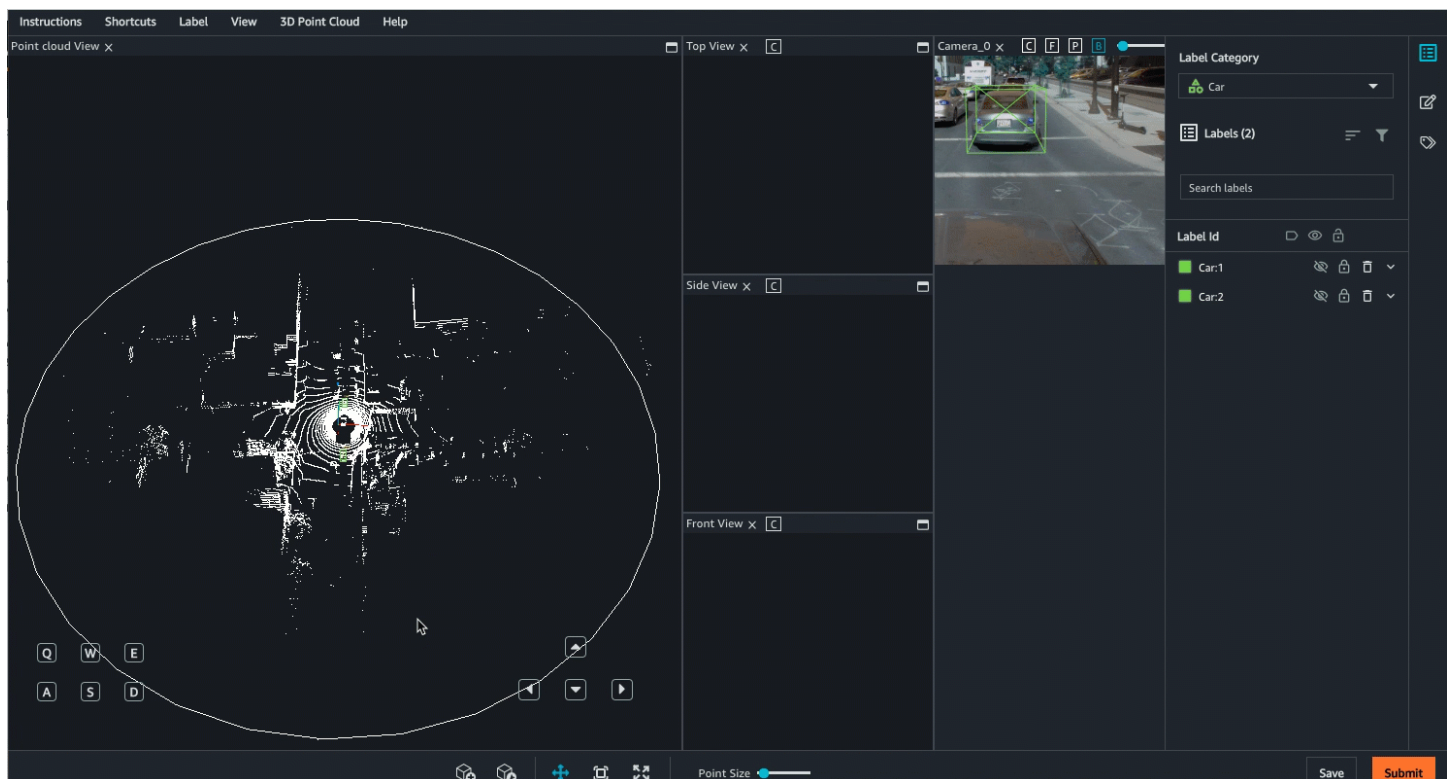 Instructions Shortcuts Label View 3D Point Cloud Help
Point cloud View
Top View C
Camera_0 C F P B
Label Category
Car
Labels (2)
Search labels
Label Id
Car:1
Car:2
Side View C
Front View C
Q W E
A S D
Point Size
Save Submit